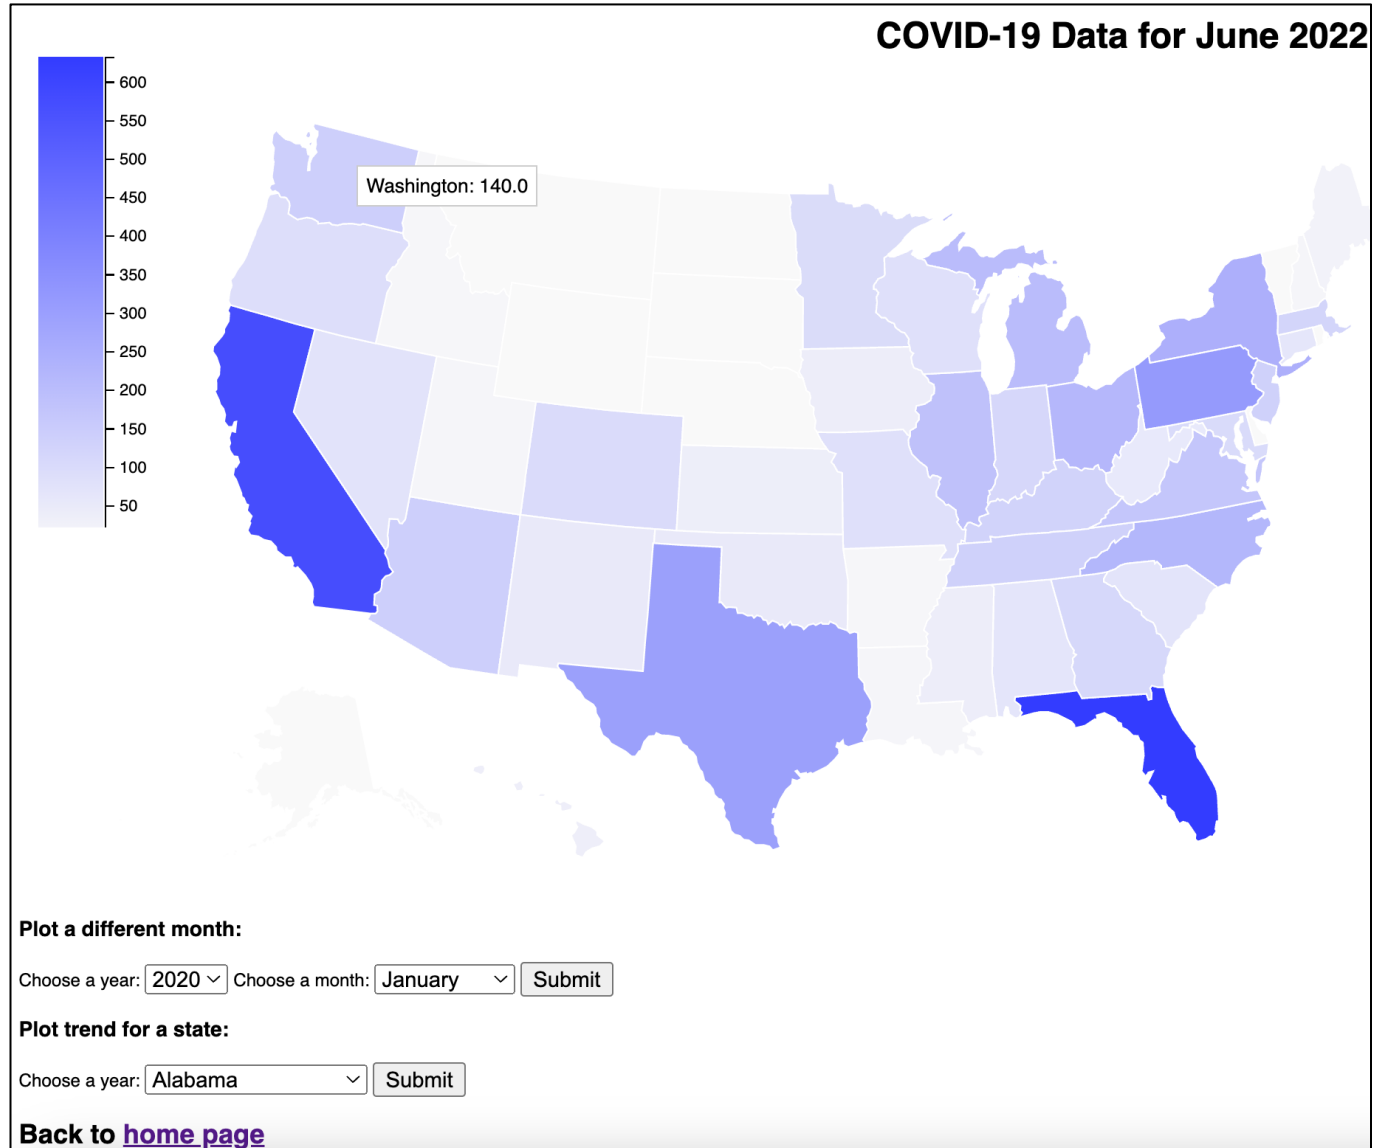 COVID-19 Data for June 2022
600
550
500
450
400
350
300
250
200
150
100
50
Washington: 140.0
Plot a different month:
Choose a year: 2020 Choose a month: January Submit
Plot trend for a state:
Choose a year: Alabama Submit
Back to home page